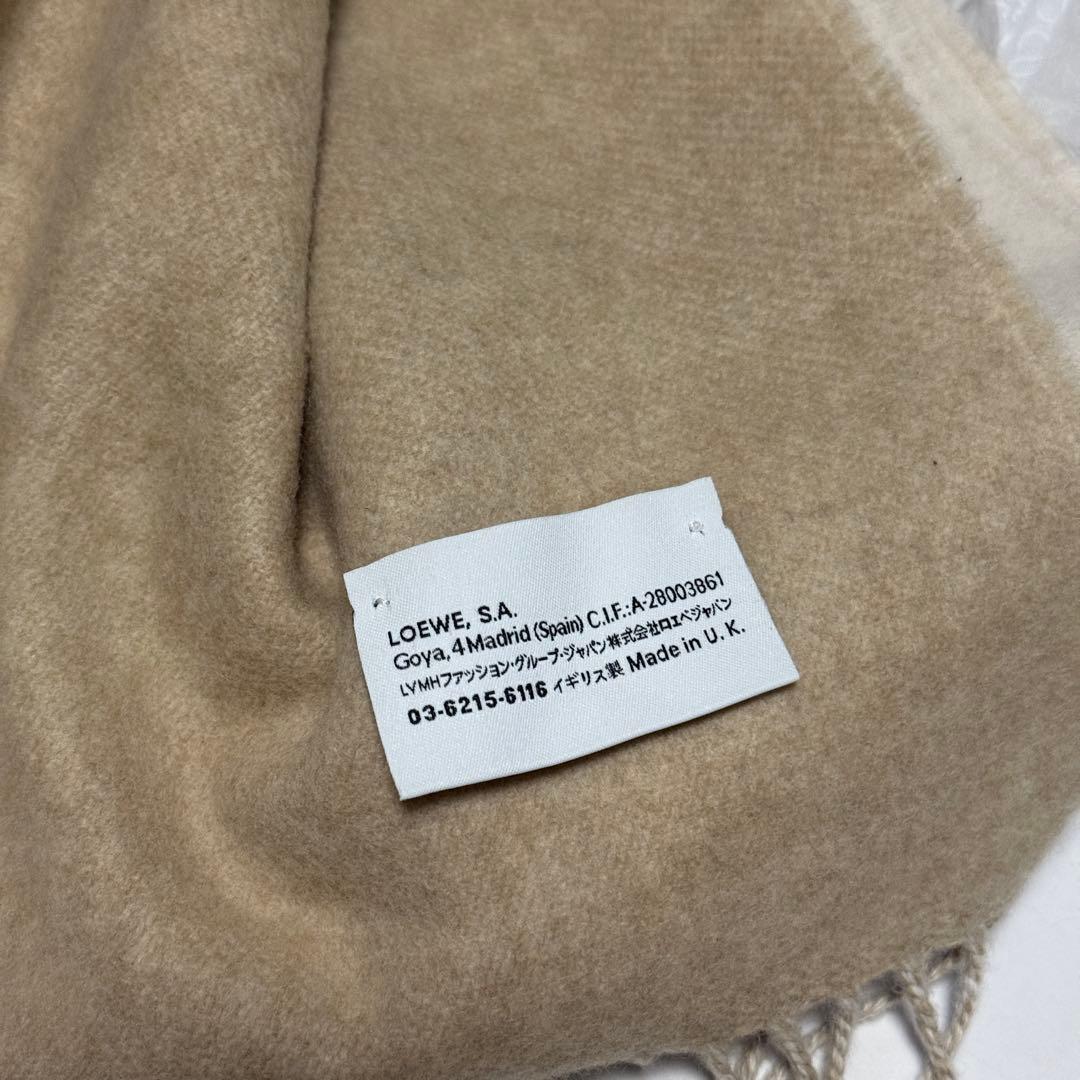 LOEWE, S.A.
Goya, 4 Madrid (Spain) C.I.F.:A-28003861
LVMHファッション・グループ・ジャパン株式会社ロエベジャパン
03-6215-6116 イギリス製 Made in U.K.